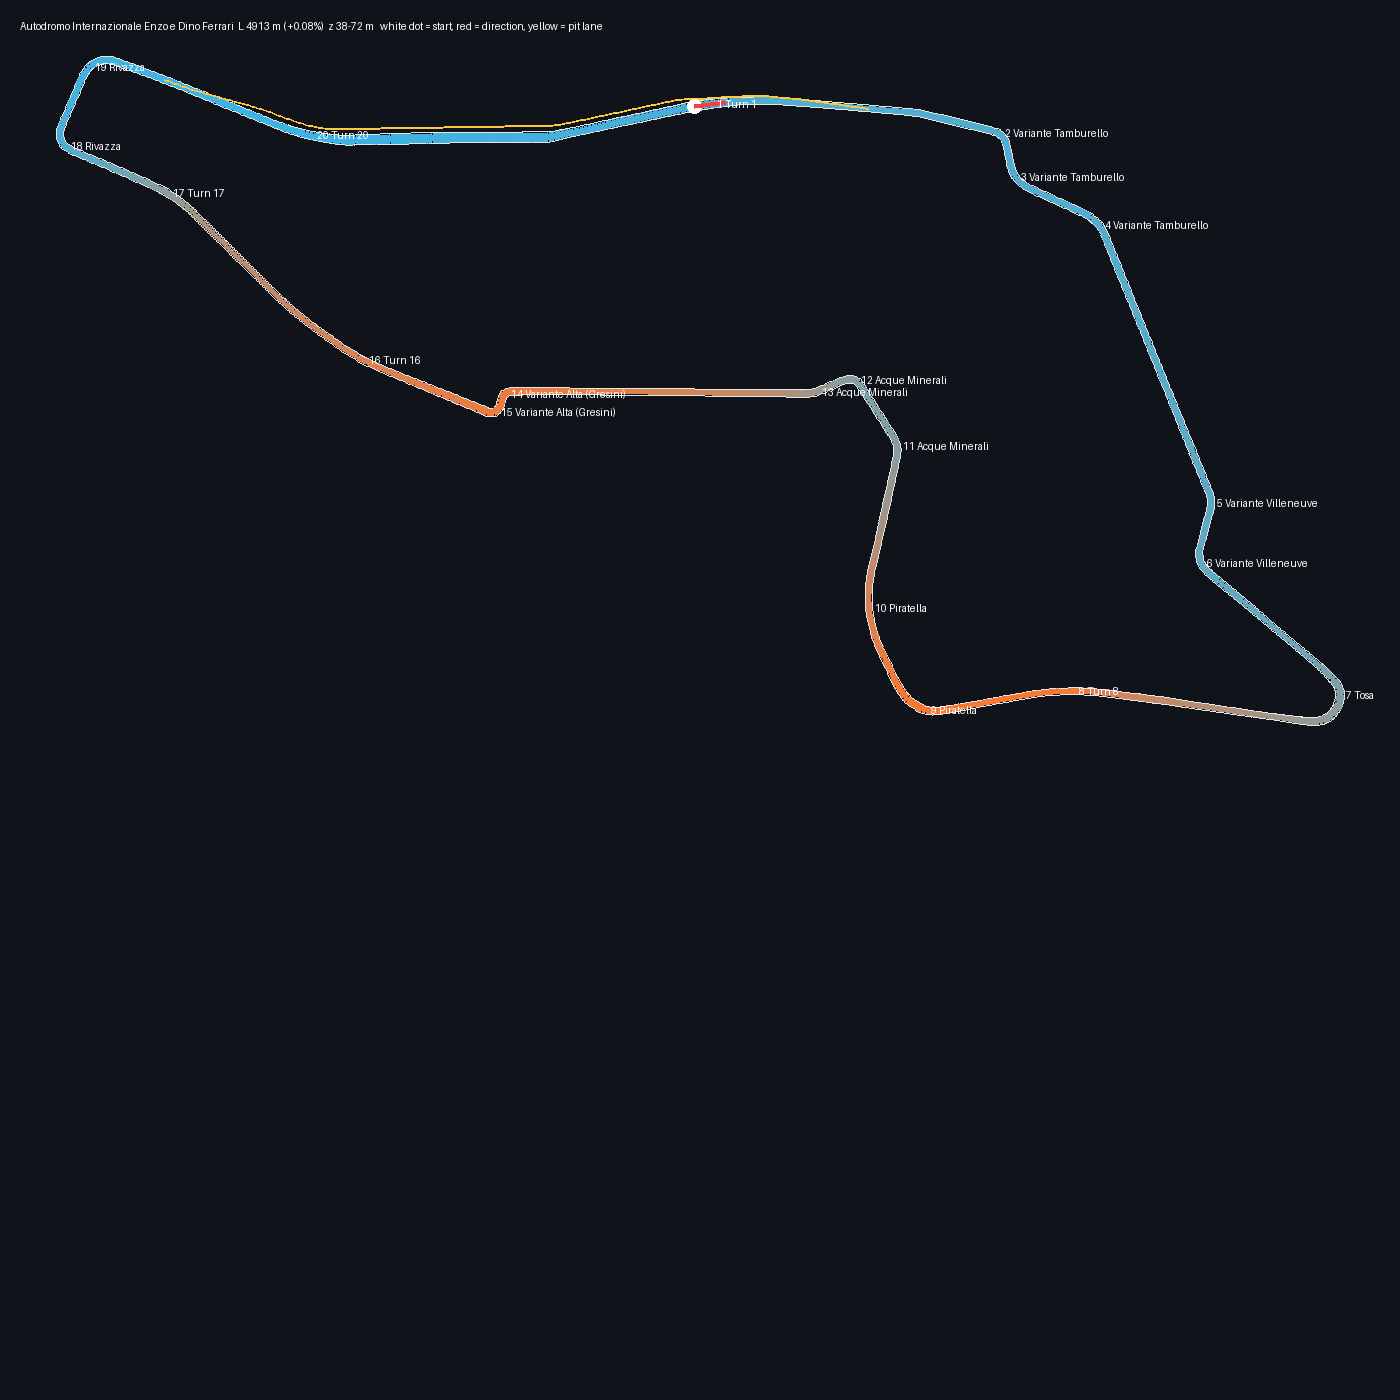 Autodromo Internazionale Enzo e Dino Ferrari L 4913 m (+0.08%) z 38-72 m white dot = start, red = direction, yellow = pit lane
19 Rivazza
1 Turn 1
20 Turn 20
2 Variante Tamburello
18 Rivazza
3 Variante Tamburello
17 Turn 17
4 Variante Tamburello
16 Turn 16
12 Acque Minerali
13 Acque Minerali
14 Variante Alta (Gresini)
15 Variante Alta (Gresini)
11 Acque Minerali
5 Variante Villeneuve
6 Variante Villeneuve
10 Piratella
8 Turn 8
7 Tosa
9 Piratella